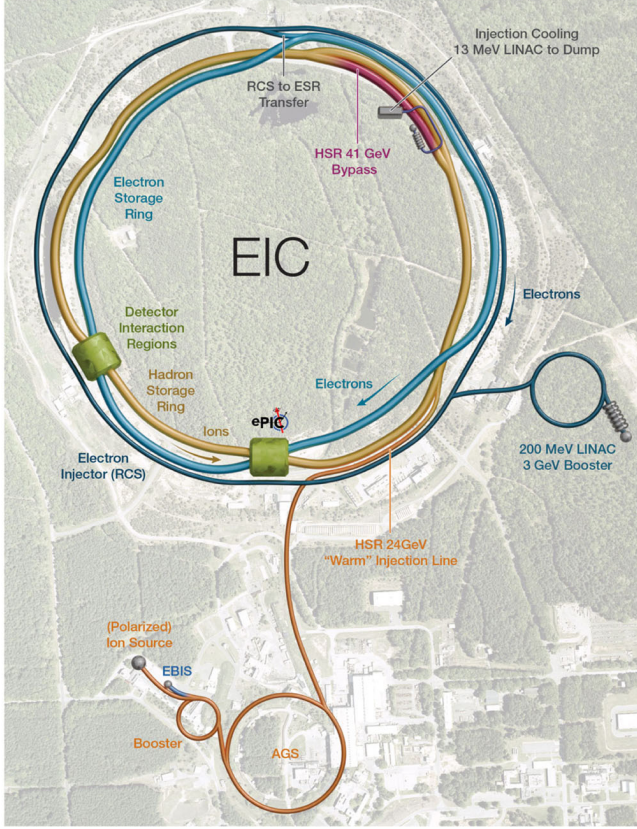 Injection Cooling
13 MeV LINAC to Dump
RCS to ESR
Transfer
HSR 41 GeV
Bypass
Electron
Storage
Ring
EIC
Electrons
Detector
Interaction
Regions
Hadron
Storage
Ring
Electrons
ePIC
Ions
Electron
Injector (RCS)
200 MeV LINAC
3 GeV Booster
HSR 24GeV
“Warm” Injection Line
(Polarized)
Ion Source
EBIS
Booster
AGS